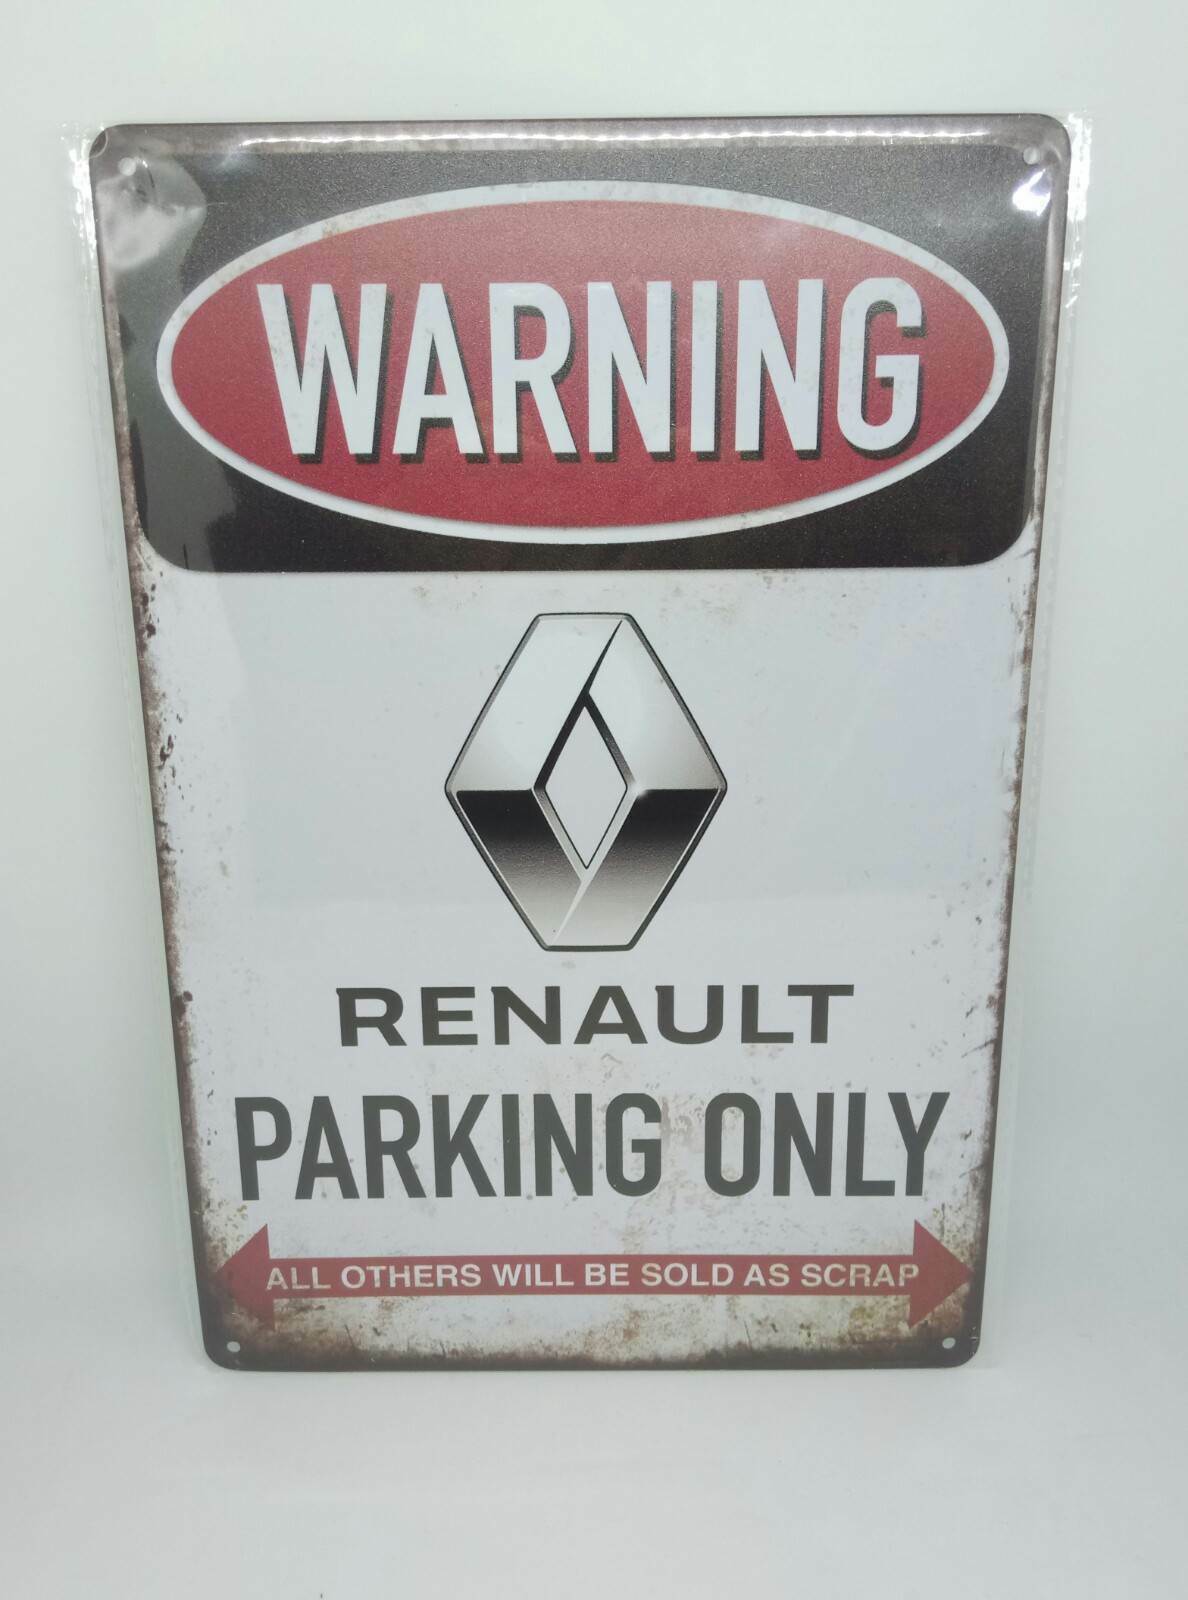 WARNING
RENAULT
PARKING ONLY
ALL OTHERS WILL BE SOLD AS SCRAP